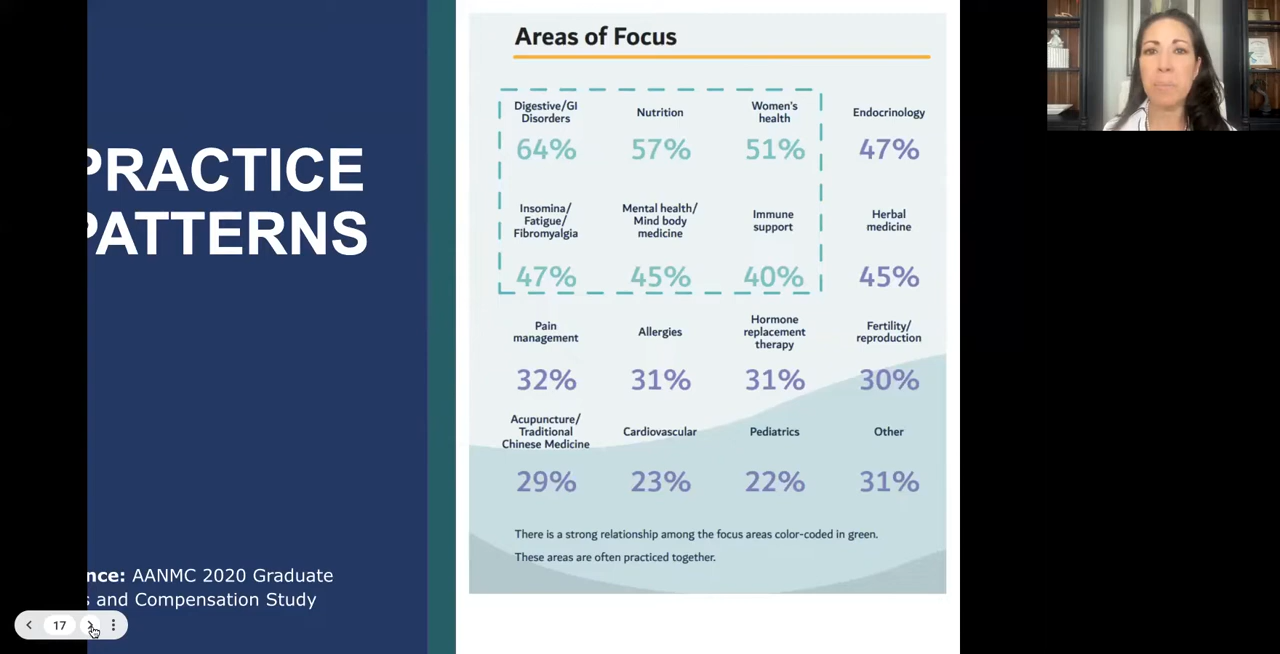 PRACTICE
PATTERNS
nce: AANMC 2020 Graduate
s and Compensation Study
17
Areas of Focus
Digestive/GI
Disorders
64%
Nutrition
57%
Women's
health
51%
Endocrinology
47%
Insomina/
Fatigue/
Fibromyalgia
47%
Mental health/
Mind body
medicine
45%
Immune
support
40%
Herbal
medicine
45%
Pain
management
32%
Allergies
31%
Hormone
replacement
therapy
31%
Fertility/
reproduction
30%
Acupuncture/
Traditional
Chinese Medicine
29%
Cardiovascular
23%
Pediatrics
22%
Other
31%
There is a strong relationship among the focus areas color-coded in green.
These areas are often practiced together.